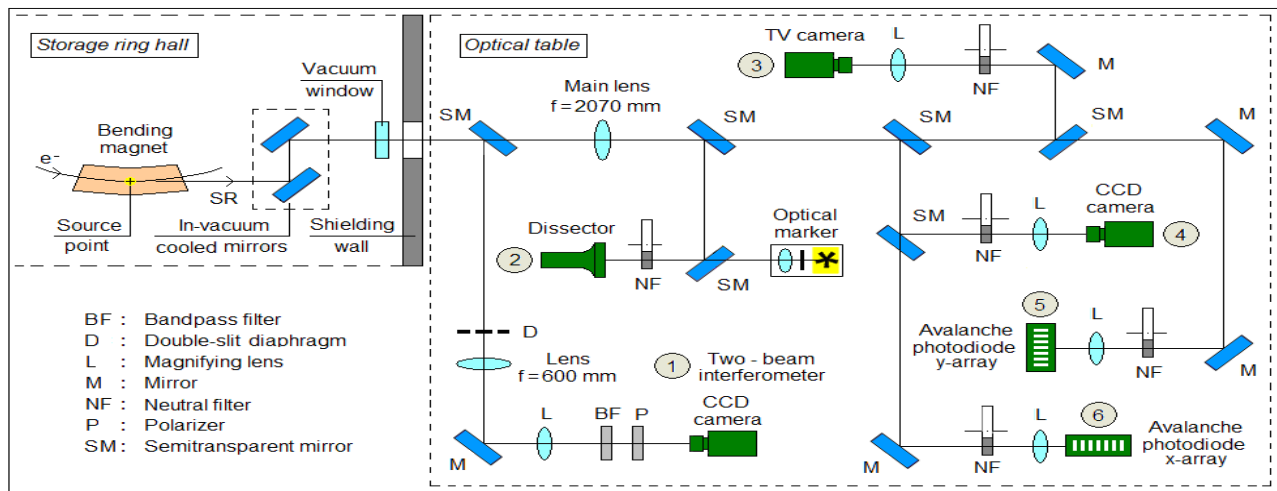 Storage ring hall
Optical table
Vacuum
window
Bending
magnet
e-
SR
Source
point
In-vacuum
cooled mirrors
Shielding
wall
SM
Main lens
f = 2070 mm
SM
SM
SM
M
TV camera
3
L
NF
M
Dissector
2
NF
SM
Optical
marker
SM
NF
L
CCD
camera
4
5
Avalanche
photodiode
y-array
L
NF
M
D
Lens
f = 600 mm
1
Two - beam
interferometer
M
L
BF
P
CCD
camera
M
NF
L
6
Avalanche
photodiode
x-array
BF : Bandpass filter
D : Double-slit diaphragm
L : Magnifying lens
M : Mirror
NF : Neutral filter
P : Polarizer
SM : Semitransparent mirror